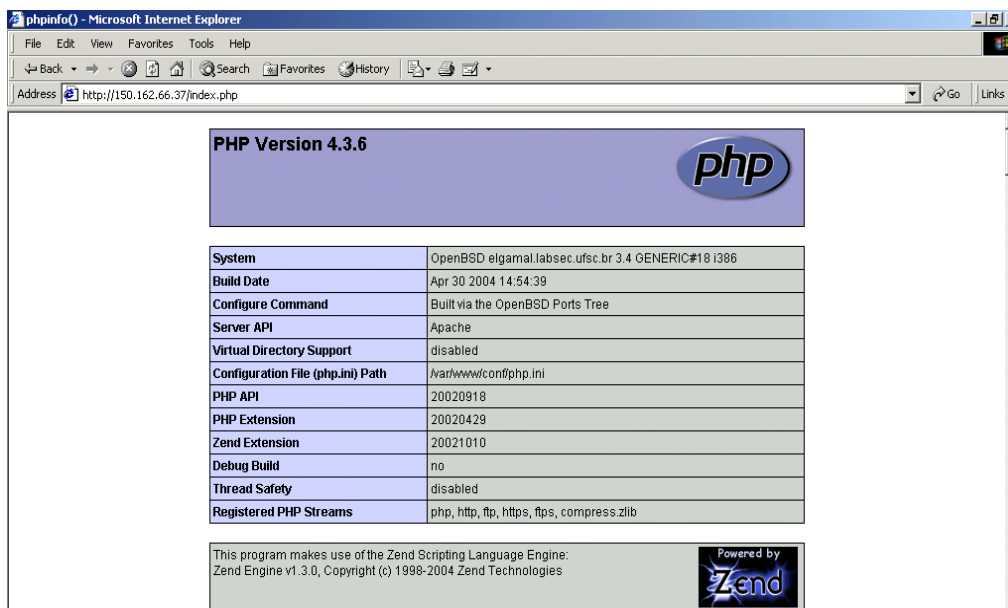 phpinfo() - Microsoft Internet Explorer
File Edit View Favorites Tools Help
Back Search Favorites History
Address http://150.162.66.37/index.php Go Links
PHP Version 4.3.6
php
System OpenBSD elgamal.labsec.ufsc.br 3.4 GENERIC#18 i386
Build Date Apr 30 2004 14:54:39
Configure Command Built via the OpenBSD Ports Tree
Server API Apache
Virtual Directory Support disabled
Configuration File (php.ini) Path /var/www/conf/php.ini
PHP API 20020918
PHP Extension 20020429
Zend Extension 20021010
Debug Build no
Thread Safety disabled
Registered PHP Streams php, http, ftp, https, ftps, compress.zlib
This program makes use of the Zend Scripting Language Engine:
Zend Engine v1.3.0, Copyright (c) 1998-2004 Zend Technologies
Powered by
Zend